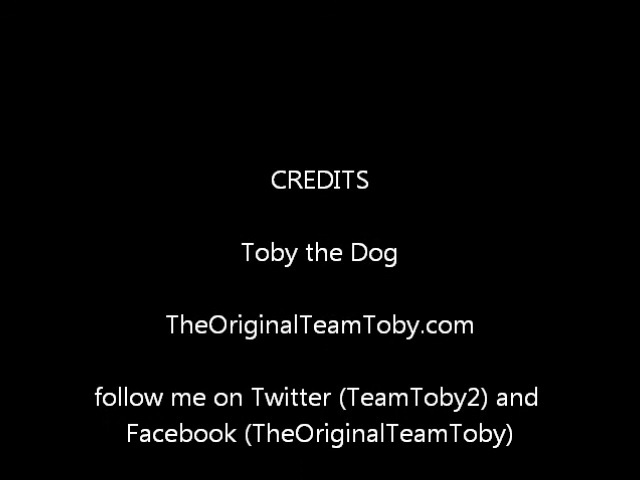 CREDITS
Toby the Dog
TheOriginalTeamToby.com
follow me on Twitter (TeamToby2) and
Facebook (TheOriginalTeamToby)